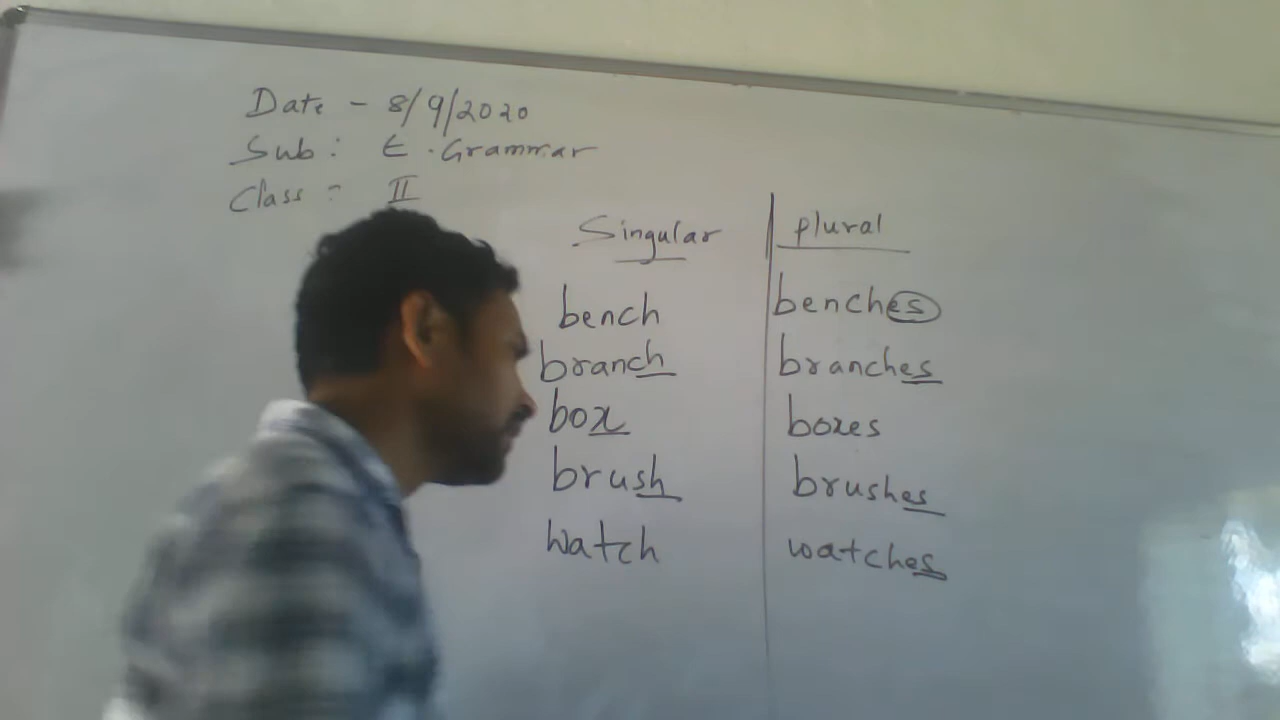 Date - 8/9/2020
Sub: E. Grammar
Class : II
Singular plural
bench benches
branch branches
box boxes
brush brushes
watch watches